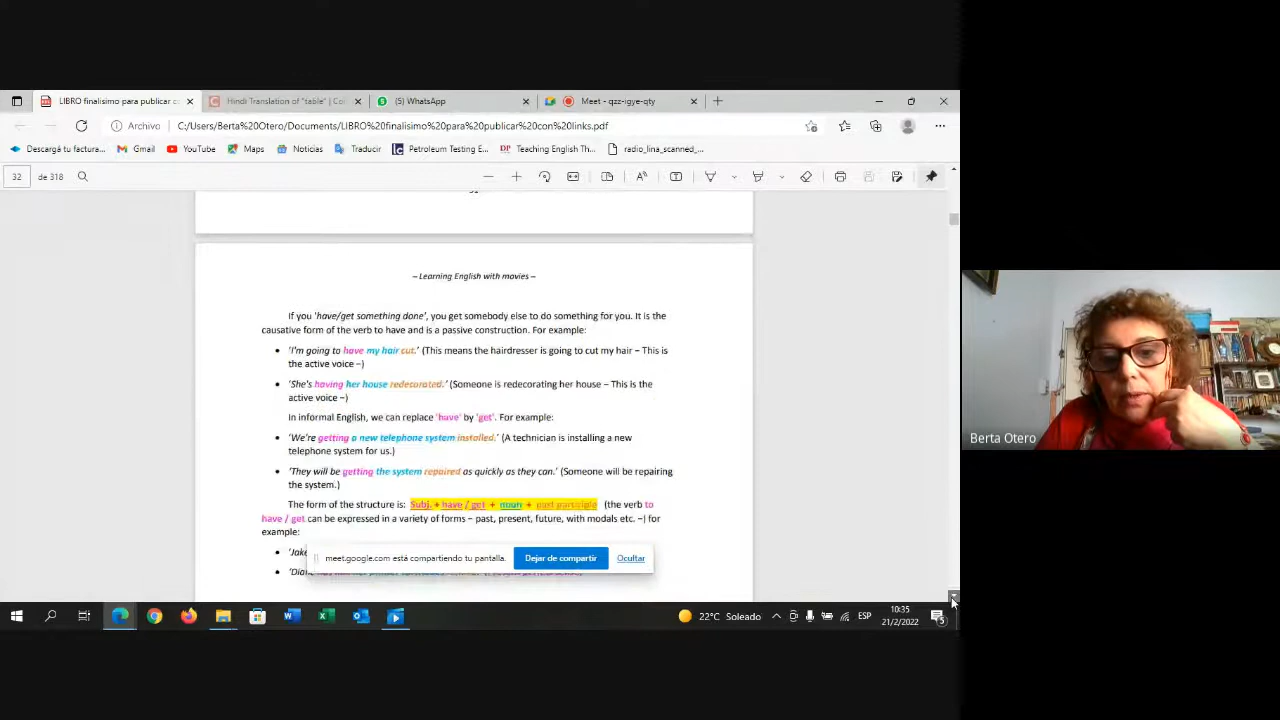 LIBRO finalisimo para publicar c
Hindi Translation of "table" | Col
(5) WhatsApp
Meet - qzz-igye-qty
Archivo
C:/Users/Berta%20Otero/Documents/LIBRO%20finalisimo%20para%20publicar%20con%20links.pdf
Descargá tu factura...
Gmail
YouTube
Maps
Noticias
Traducir
Petroleum Testing E...
Teaching English Th...
radio_lina_scanned_...
32 de 318
– Learning English with movies –
If you 'have/get something done', you get somebody else to do something for you. It is the
causative form of the verb to have and is a passive construction. For example:
• 'I'm going to have my hair cut.' (This means the hairdresser is going to cut my hair – This is
the active voice –)
• 'She's having her house redecorated.' (Someone is redecorating her house – This is the
active voice –)
In informal English, we can replace 'have' by 'get'. For example:
• 'We're getting a new telephone system installed.' (A technician is installing a new
telephone system for us.)
• 'They will be getting the system repaired as quickly as they can.' (Someone will be repairing
the system.)
The form of the structure is: Subj. + have / get + noun + past participle (the verb to
have / get can be expressed in a variety of forms – past, present, future, with modals etc. –) for
example:
• 'Jake
meet.google.com está compartiendo tu pantalla.
Dejar de compartir
Ocultar
• 'Diane
Berta Otero
22°C Soleado
ESP
10:35
21/2/2022
5